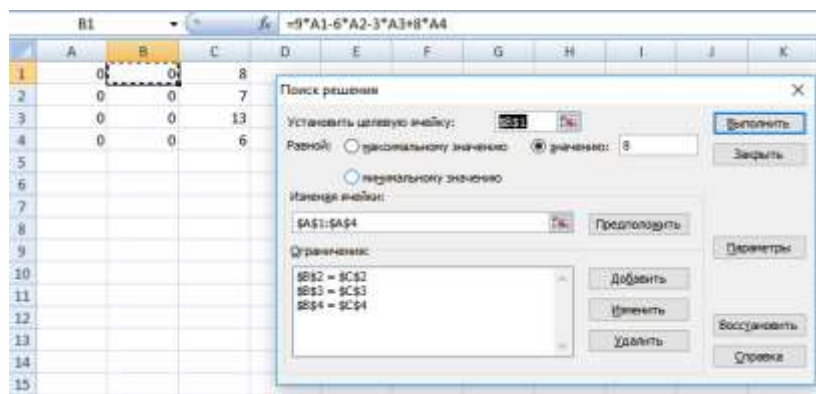 B1 fx =9*A1-6*A2-3*A3+8*A4
A B C D E F G H I J K
1 0 0 8
2 0 0 7
3 0 0 13
4 0 0 6
5
6
7
8
9
10
11
12
13
14
15
Поиск решения
Установить целевую ячейку: $B$1
Равной: максимальному значению значению: 8
минимальному значению
Изменяя ячейки:
$A$1:$A$4
Предположить
Ограничения:
$B$2 = $C$2
$B$3 = $C$3
$B$4 = $C$4
Добавить
Изменить
Удалить
Выполнить
Закрыть
Параметры
Восстановить
Справка